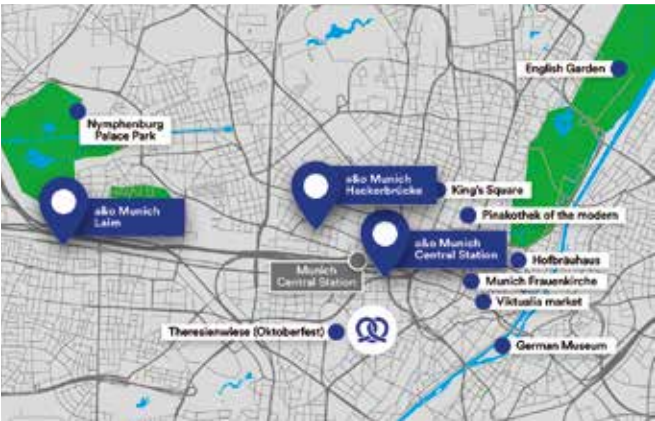 English Garden
Nymphenburg
Palace Park
a&o Munich
Hackerbrücke
King's Square
a&o Munich
Laim
Pinakothek of the modern
a&o Munich
Central Station
Hofbräuhaus
Munich
Central Station
Munich Frauenkirche
Viktualia market
Theresienwiese (Oktoberfest)
German Museum